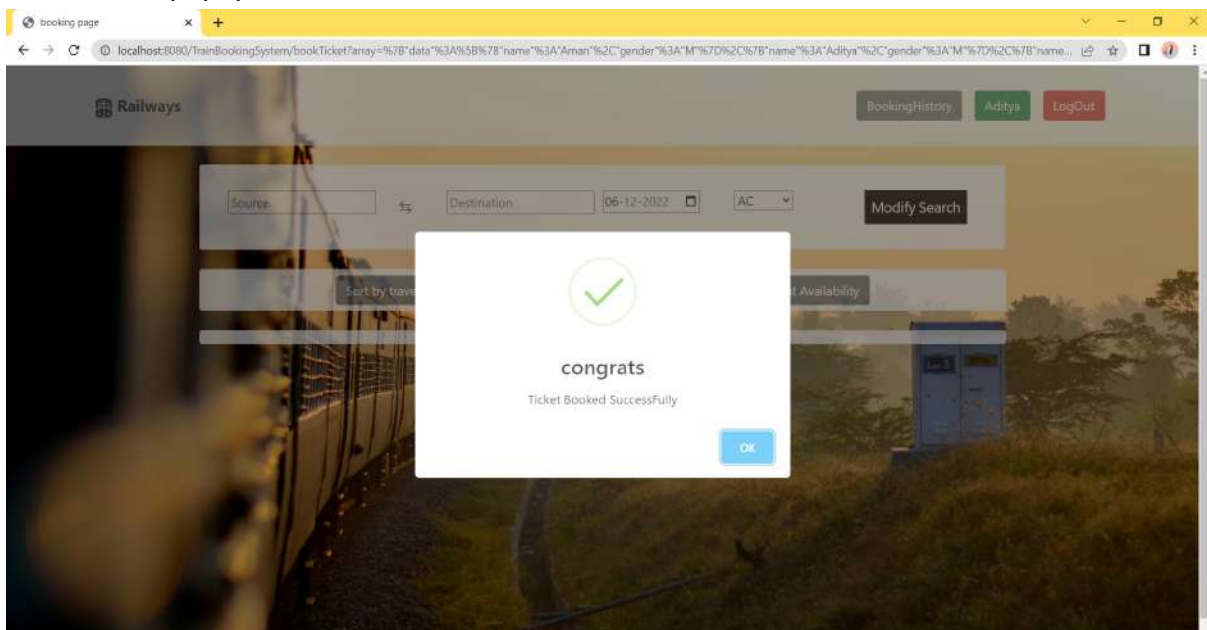 booking page
localhost:8080/TrainBookingSystem/bookTicket?array=%7B"data"%3A%5B%7B"name"%3A"Aman"%2C"gender"%3A"M"%7D%2C%7B"name"%3A"Aditya"%2C"gender"%3A"M"%7D%2C%7B"name...
Railways
BookingHistory Aditya LogOut
Source Destination 06-12-2022 AC Modify Search
Sort by trave t Availability
congrats
Ticket Booked SuccessFully
OK